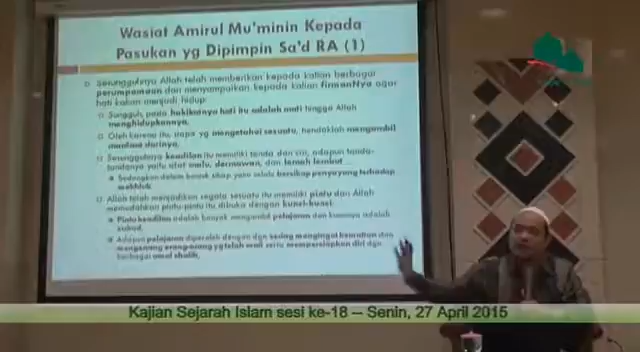 Wasiat Amirul Mu'minin Kepada
Pasukan yg Dipimpin Sa'd RA (1)
Sesungguhnya Allah telah memberikan kepada kalian berbagai
perumpamaan dan menyampaikan kepada kalian firmanNya agar
hati kalian menjadi hidup:
Sungguh, pada hakikatnya hati itu adalah mati hingga Allah
menghidupkannya.
Oleh karena itu, siapa yg mengetahui sesuatu, hendaklah mengambil
manfaat darinya.
Sesungguhnya keadilan itu memiliki tanda dan ciri, adapun tanda-
tandanya yaitu sifat malu, dermawan, dan lemah lembut
Sedangkan dalam bentuk sikap yaitu selalu bersikap penyayang terhadap
makhluk
Allah telah menjadikan segala sesuatu itu memiliki pintu dan Allah
memudahkan pintu-pintu itu dibuka dengan kunci-kunci
Pintu keadilan adalah banyak mengambil pelajaran dan kuncinya adalah
zuhud.
Adapun pelajaran diperoleh dengan dgn sering mengingat kematian dan
mengenang orang-orang yg telah mati serta mempersiapkan diri dgn
berbagai amal shalih.
Kajian Sejarah Islam sesi ke-18 -- Senin, 27 April 2015